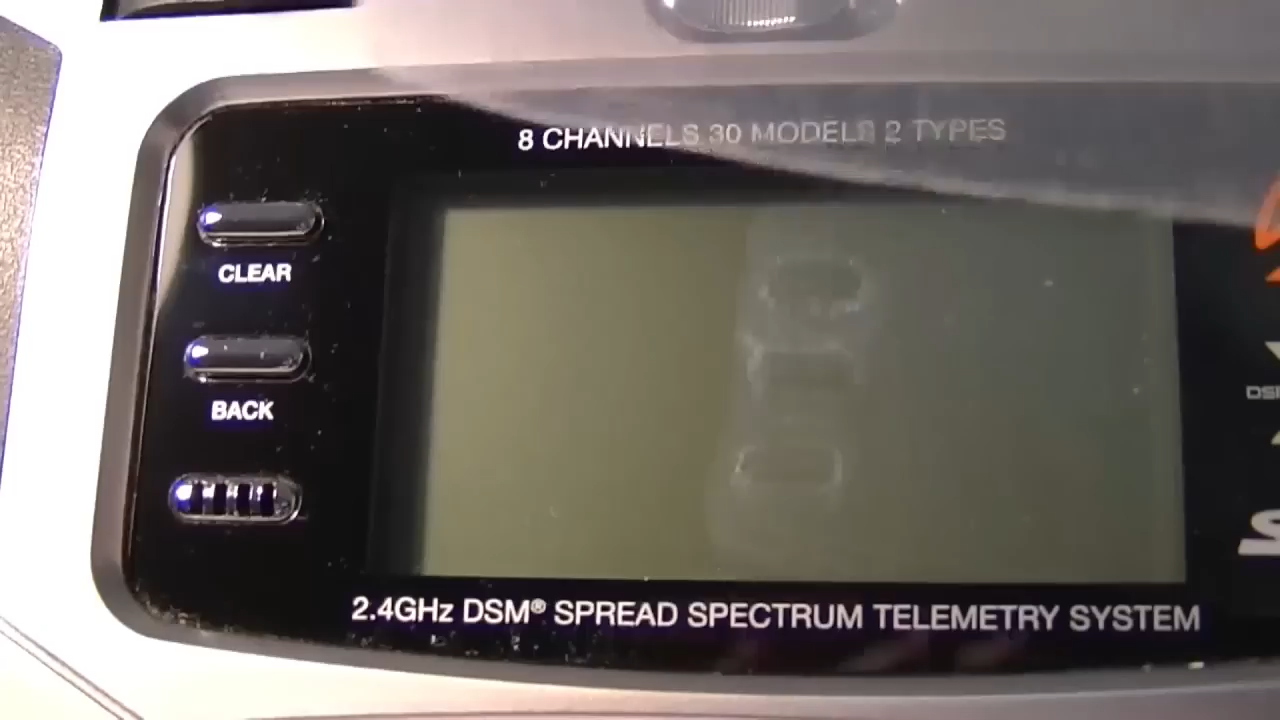 8 CHANNELS 30 MODELS 2 TYPES
CLEAR
BACK
2.4GHz DSM® SPREAD SPECTRUM TELEMETRY SYSTEM